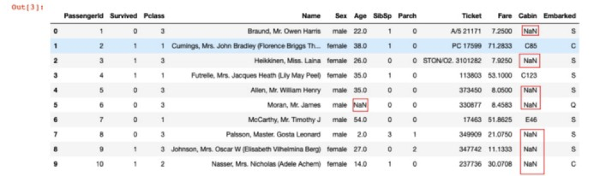 Out[3]:
PassengerId Survived Pclass Name Sex Age SibSp Parch Ticket Fare Cabin Embarked
0 1 0 3 Braund, Mr. Owen Harris male 22.0 1 0 A/5 21171 7.2500 NaN S
1 2 1 1 Cumings, Mrs. John Bradley (Florence Briggs Th... female 38.0 1 0 PC 17599 71.2833 C85 C
2 3 1 3 Heikkinen, Miss. Laina female 26.0 0 0 STON/O2. 3101282 7.9250 NaN S
3 4 1 1 Futrelle, Mrs. Jacques Heath (Lily May Peel) female 35.0 1 0 113803 53.1000 C123 S
4 5 0 3 Allen, Mr. William Henry male 35.0 0 0 373450 8.0500 NaN S
5 6 0 3 Moran, Mr. James male NaN 0 0 330877 8.4583 NaN Q
6 7 0 1 McCarthy, Mr. Timothy J male 54.0 0 0 17463 51.8625 E46 S
7 8 0 3 Palsson, Master. Gosta Leonard male 2.0 3 1 349909 21.0750 NaN S
8 9 1 3 Johnson, Mrs. Oscar W (Elisabeth Vilhelmina Berg) female 27.0 0 2 347742 11.1333 NaN S
9 10 1 2 Nasser, Mrs. Nicholas (Adele Achem) female 14.0 1 0 237736 30.0708 NaN C